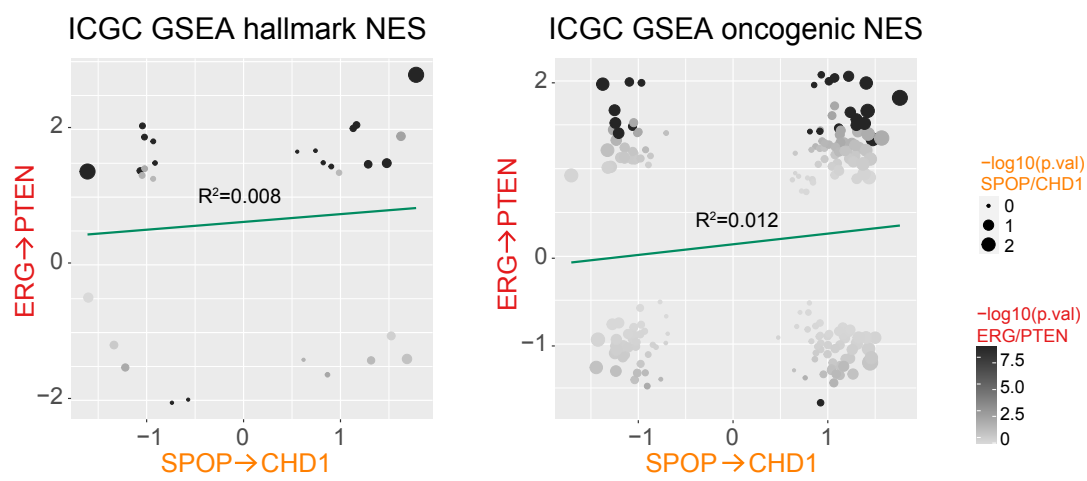 ICGC GSEA hallmark NES
ERG→PTEN
2
0
−2
R²=0.008
−1
0
1
SPOP→CHD1
ICGC GSEA oncogenic NES
ERG→PTEN
2
0
−1
R²=0.012
−1
0
1
SPOP→CHD1
−log10(p.val)
SPOP/CHD1
0
1
2
−log10(p.val)
ERG/PTEN
7.5
5.0
2.5
0